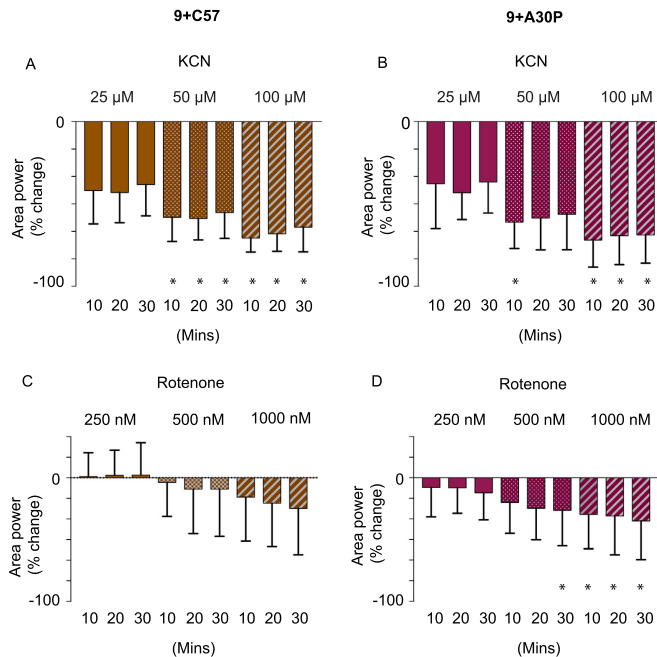 9+C57 9+A30P
A KCN B KCN
25 µM 50 µM 100 µM 25 µM 50 µM 100 µM
0 0
Area power
(% change)
Area power
(% change)
-100 * * * * * * -100 * * * *
10 20 30 10 20 30 10 20 30 10 20 30 10 20 30 10 20 30
(Mins) (Mins)
C Rotenone D Rotenone
250 nM 500 nM 1000 nM 250 nM 500 nM 1000 nM
0 0
Area power
(% change)
Area power
(% change)
* * * *
-100 -100
10 20 30 10 20 30 10 20 30 10 20 30 10 20 30 10 20 30
(Mins) (Mins)